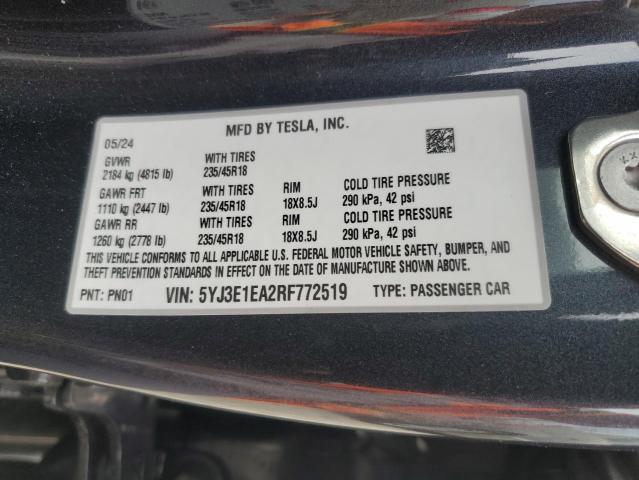 MFD BY TESLA, INC.
05/24
GVWR WITH TIRES
2184 kg (4815 lb) 235/45R18
GAWR FRT WITH TIRES RIM COLD TIRE PRESSURE
1110 kg (2447 lb) 235/45R18 18X8.5J 290 kPa, 42 psi
GAWR RR WITH TIRES RIM COLD TIRE PRESSURE
1260 kg (2778 lb) 235/45R18 18X8.5J 290 kPa, 42 psi
THIS VEHICLE CONFORMS TO ALL APPLICABLE U.S. FEDERAL MOTOR VEHICLE SAFETY, BUMPER, AND
THEFT PREVENTION STANDARDS IN EFFECT ON THE DATE OF MANUFACTURE SHOWN ABOVE.
PNT: PN01 VIN: 5YJ3E1EA2RF772519 TYPE: PASSENGER CAR